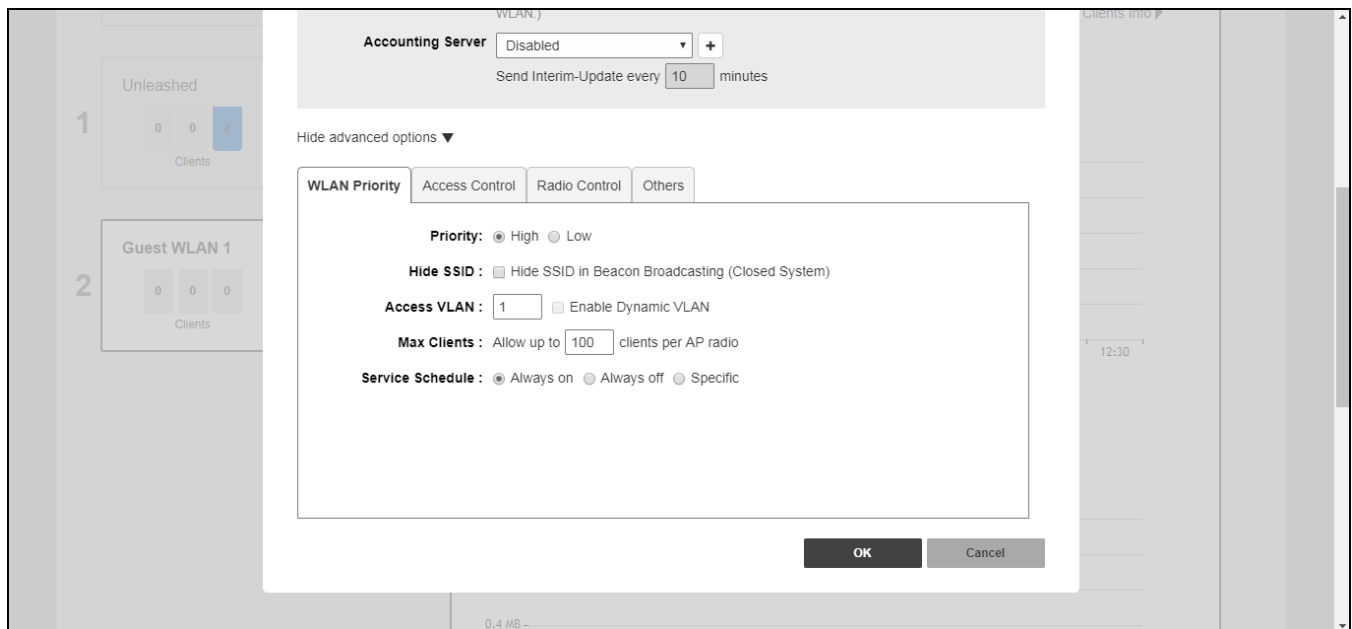 WLAN.)
Clients Info
Accounting Server Disabled +
Send Interim-Update every 10 minutes
Unleashed
1
0 0 2
Clients
Hide advanced options ▼
WLAN Priority Access Control Radio Control Others
Priority: High Low
Guest WLAN 1
Hide SSID : Hide SSID in Beacon Broadcasting (Closed System)
2
0 0 0
Access VLAN : 1 Enable Dynamic VLAN
Clients
Max Clients : Allow up to 100 clients per AP radio
12:30
Service Schedule : Always on Always off Specific
OK Cancel
0.4 MB